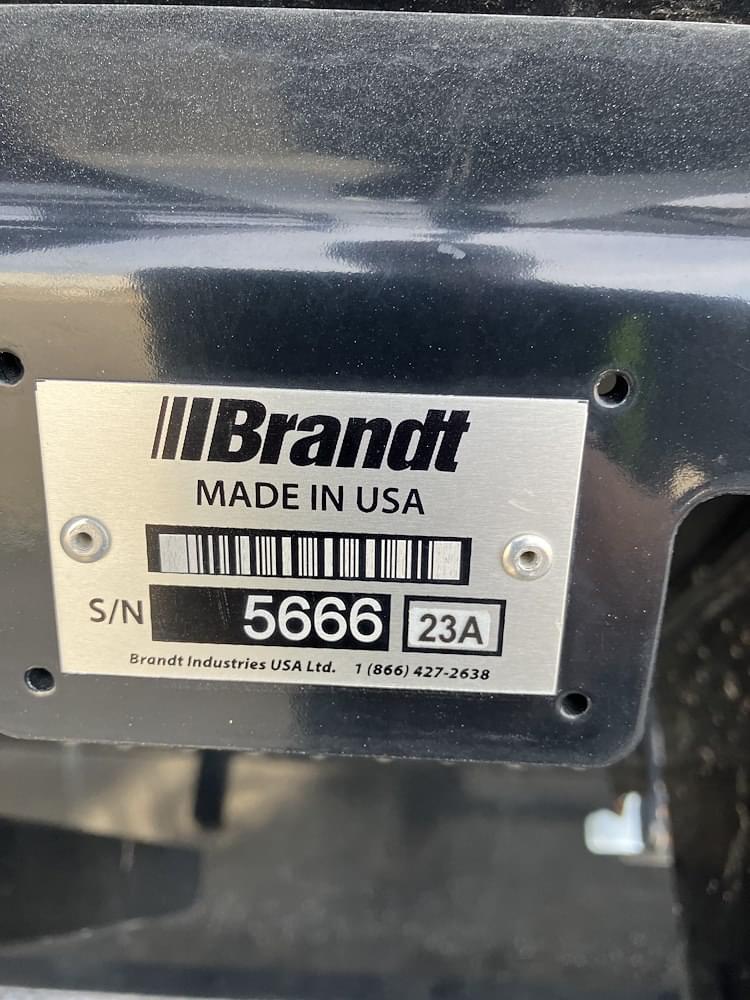 Brandt
MADE IN USA
S/N 5666 23A
Brandt Industries USA Ltd. 1 (866) 427-2638